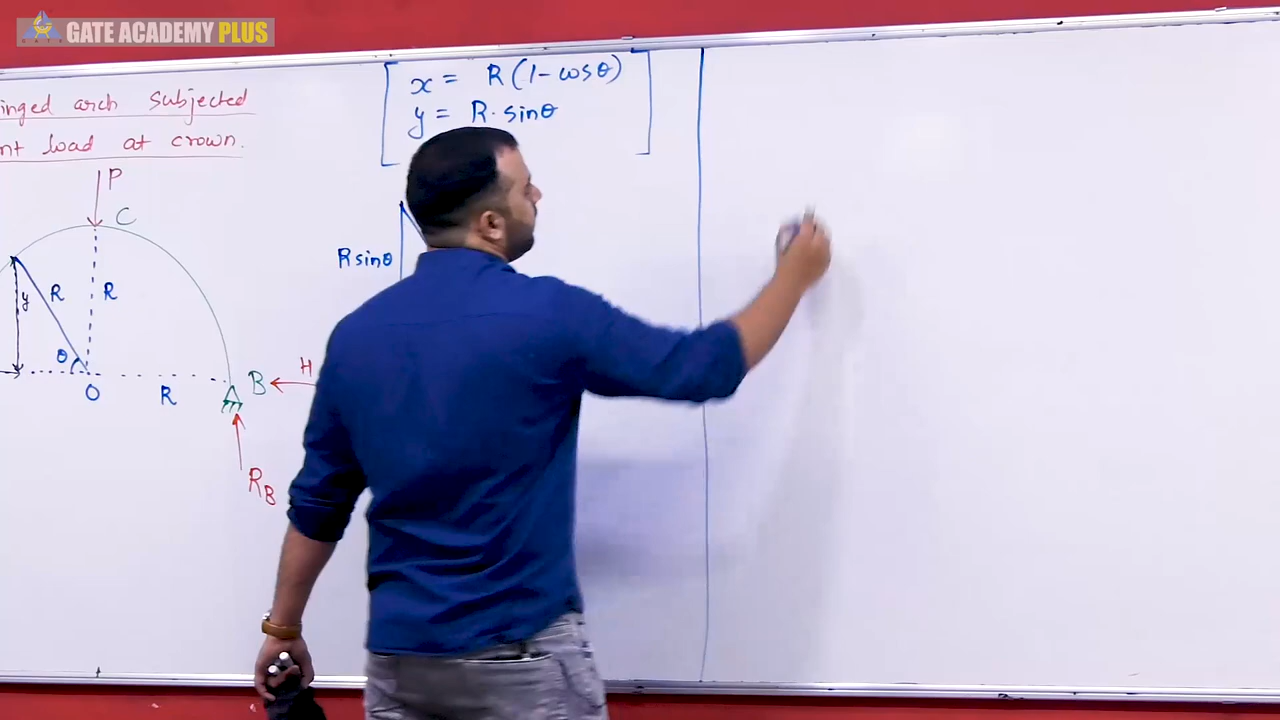 GATE ACADEMY PLUS
inged arch subjected
nt load at crown.
P
C
y
R
R
θ
O
R
B
H
R_B
x = R(1-cosθ)
y = R·sinθ
Rsinθ